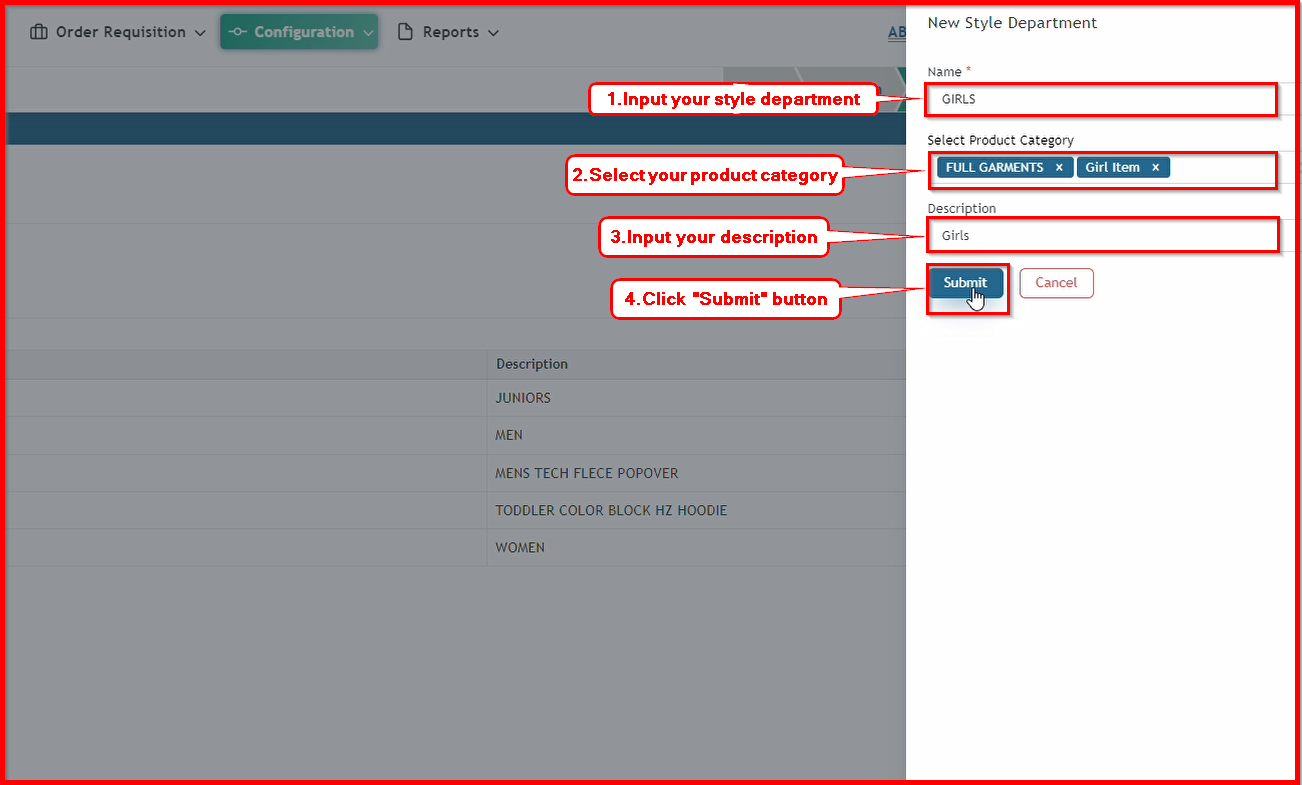 Order Requisition
Configuration
Reports
AB
New Style Department
Name *
1.Input your style department
GIRLS
Select Product Category
2.Select your product category
FULL GARMENTS × Girl Item ×
Description
3.Input your description
Girls
4.Click "Submit" button
Submit
Cancel
Description
JUNIORS
MEN
MENS TECH FLECE POPOVER
TODDLER COLOR BLOCK HZ HOODIE
WOMEN